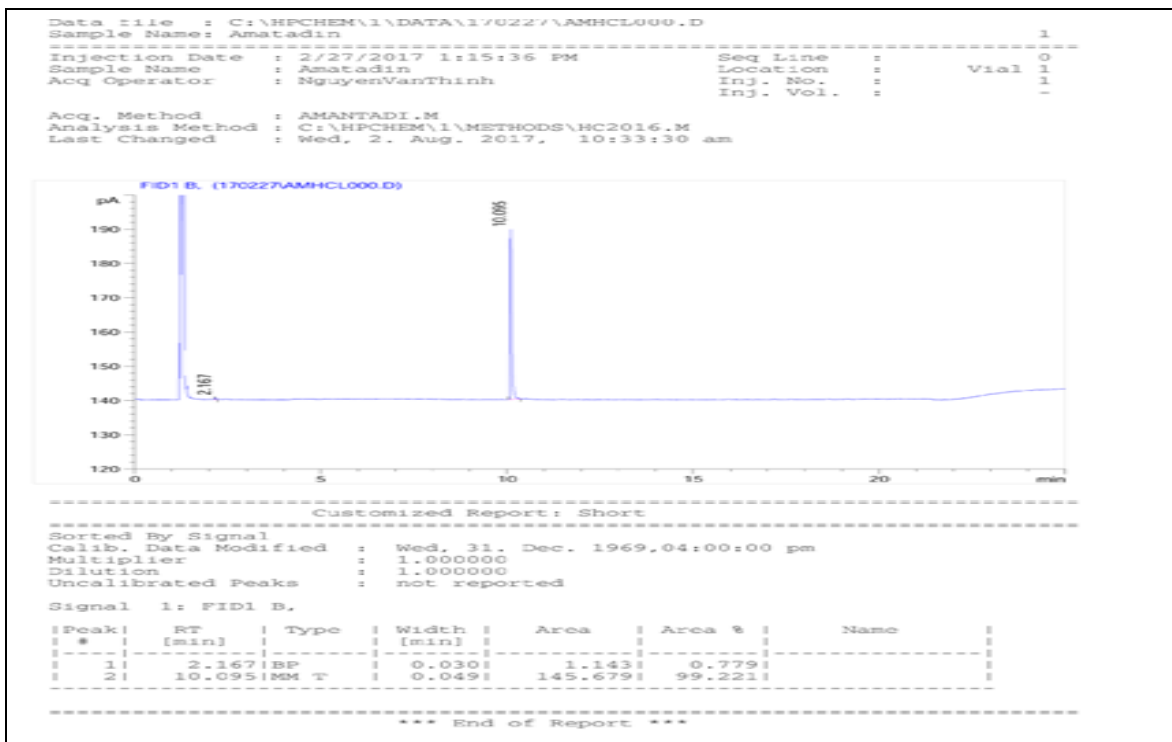 Data file : C:\HPCHEM\1\DATA\170227\AMHCL000.D
Sample Name: Amatadin 1
Injection Date : 2/27/2017 1:15:36 PM Seq Line : 0
Sample Name : Amatadin Location : Vial 1
Acq Operator : NguyenVanThinh Inj. No. : 1
Inj. Vol. : -
Acq. Method : AMANTADI.M
Analysis Method : C:\HPCHEM\1\METHODS\HC2016.M
Last Changed : Wed, 2. Aug. 2017, 10:33:30 am
FID1 B, (170227\AMHCL000.D)
pA
190
180
170
160
150
140
130
120
2.167
10.095
0 5 10 15 20 min
Customized Report: Short
Sorted By Signal
Calib. Data Modified : Wed, 31. Dec. 1969,04:00:00 pm
Multiplier : 1.000000
Dilution : 1.000000
Uncalibrated Peaks : not reported
Signal 1: FID1 B,
|Peak| RT | Type | Width | Area | Area % | Name |
| # | [min] | | [min] | | | |
| 1| 2.167|BP | 0.030| 1.143| 0.779| |
| 2| 10.095|MM T | 0.049| 145.679| 99.221| |
*** End of Report ***